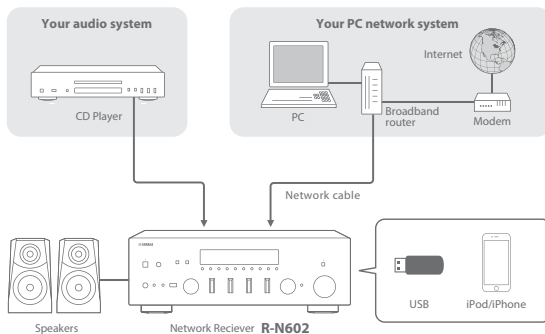 Your audio system
Your PC network system
Internet
CD Player
PC
Broadband
router
Modem
Network cable
YAMAHA
USB
iPod/iPhone
Speakers
Network Reciever R-N602